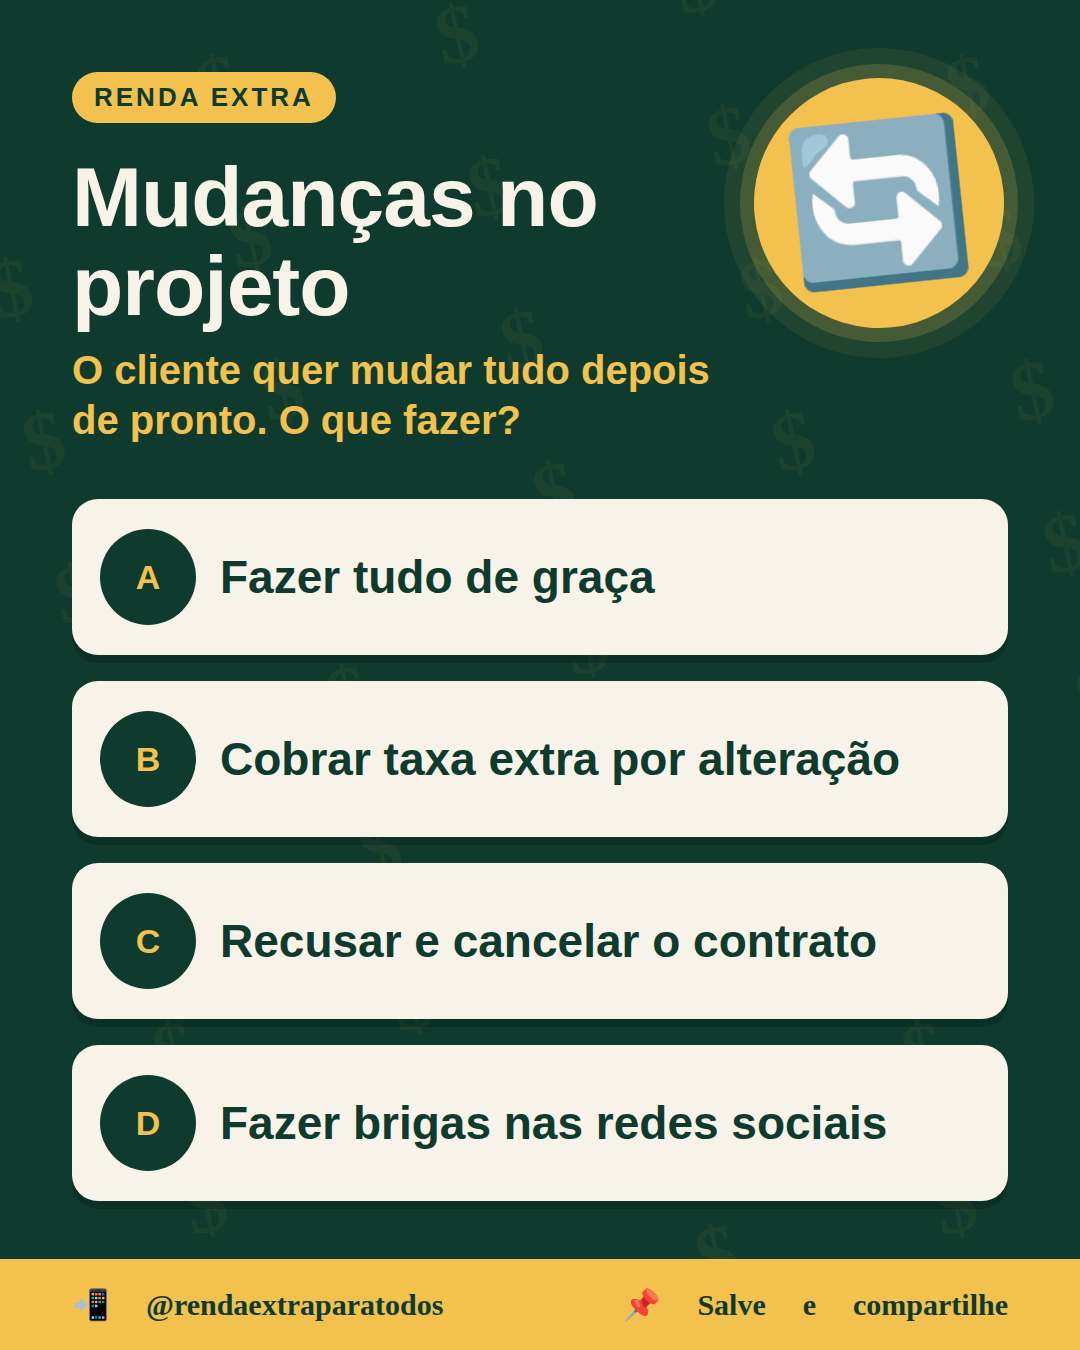 RENDA EXTRA
Mudanças no
projeto
O cliente quer mudar tudo depois
de pronto. O que fazer?
A Fazer tudo de graça
B Cobrar taxa extra por alteração
C Recusar e cancelar o contrato
D Fazer brigas nas redes sociais
@rendaextraparatodos Salve e compartilhe